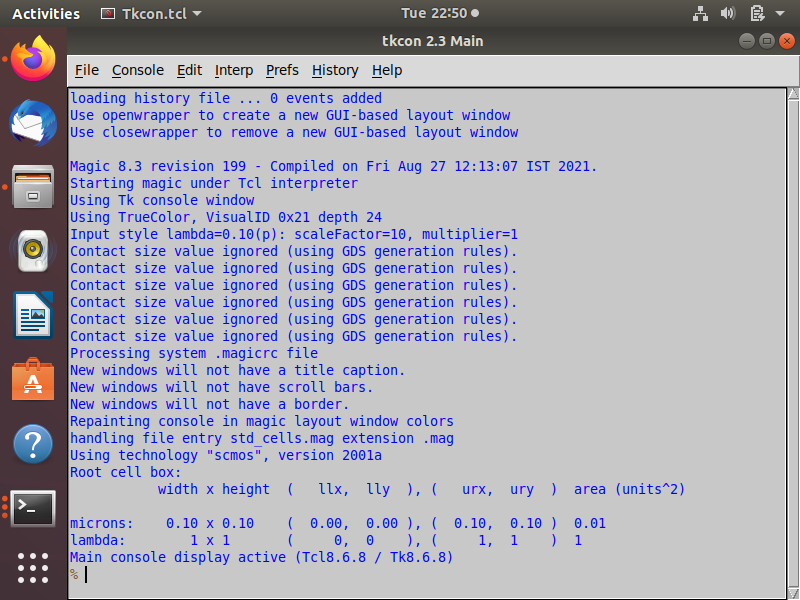 Activities Tkcon.tcl Tue 22:50
tkcon 2.3 Main
File Console Edit Interp Prefs History Help
loading history file ... 0 events added
Use openwrapper to create a new GUI-based layout window
Use closewrapper to remove a new GUI-based layout window
Magic 8.3 revision 199 - Compiled on Fri Aug 27 12:13:07 IST 2021.
Starting magic under Tcl interpreter
Using Tk console window
Using TrueColor, VisualID 0x21 depth 24
Input style lambda=0.10(p): scaleFactor=10, multiplier=1
Contact size value ignored (using GDS generation rules).
Contact size value ignored (using GDS generation rules).
Contact size value ignored (using GDS generation rules).
Contact size value ignored (using GDS generation rules).
Contact size value ignored (using GDS generation rules).
Contact size value ignored (using GDS generation rules).
Processing system .magicrc file
New windows will not have a title caption.
New windows will not have scroll bars.
New windows will not have a border.
Repainting console in magic layout window colors
handling file entry std_cells.mag extension .mag
Using technology "scmos", version 2001a
Root cell box:
width x height ( llx, lly ), ( urx, ury ) area (units^2)
microns: 0.10 x 0.10 ( 0.00, 0.00 ), ( 0.10, 0.10 ) 0.01
lambda: 1 x 1 ( 0, 0 ), ( 1, 1 ) 1
Main console display active (Tcl8.6.8 / Tk8.6.8)
%